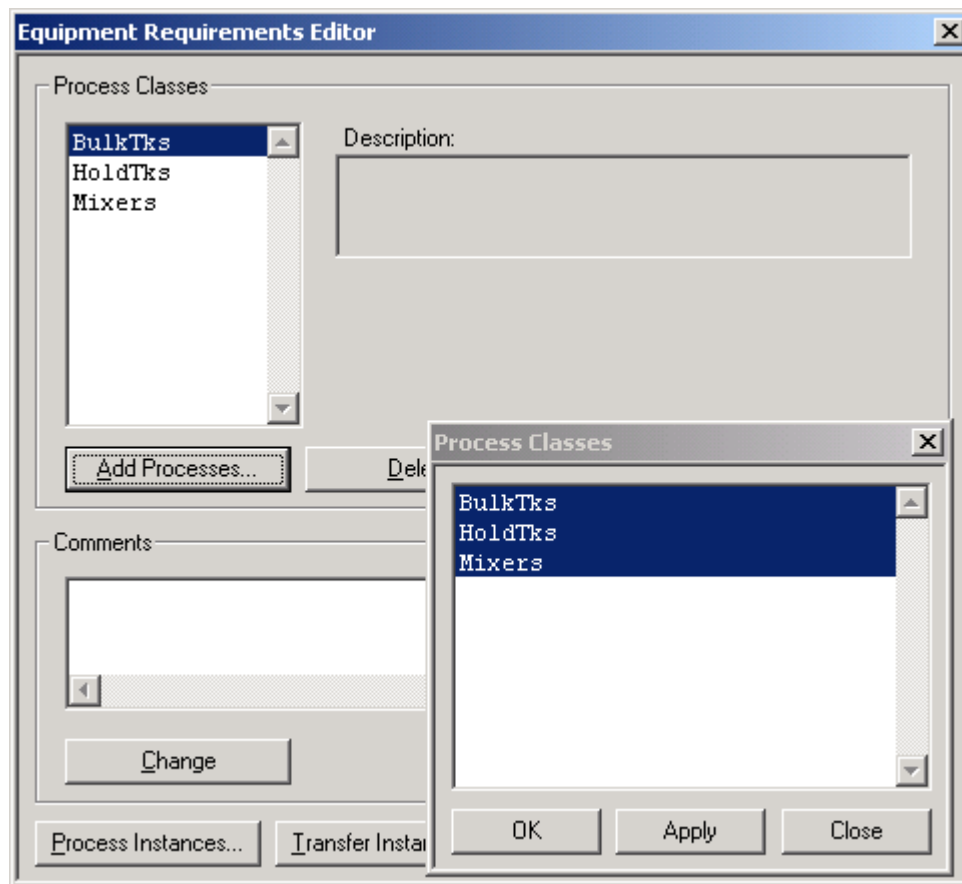 Equipment Requirements Editor
Process Classes
BulkTks
HoldTks
Mixers
Description:
Add Processes...
Process Classes
BulkTks
HoldTks
Mixers
Comments
Change
OK
Apply
Close
Process Instances...
Transfer